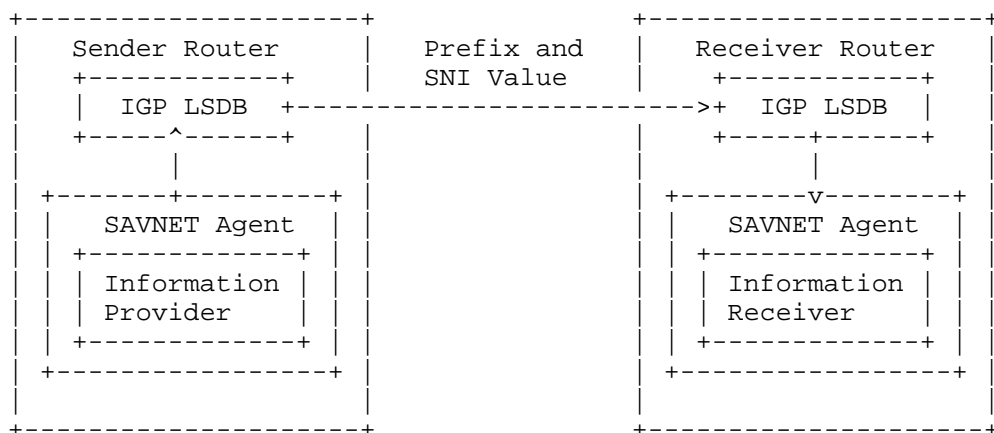 Sender Router
Prefix and
Receiver Router
SNI Value
IGP LSDB
IGP LSDB
SAVNET Agent
SAVNET Agent
Information
Provider
Information
Receiver